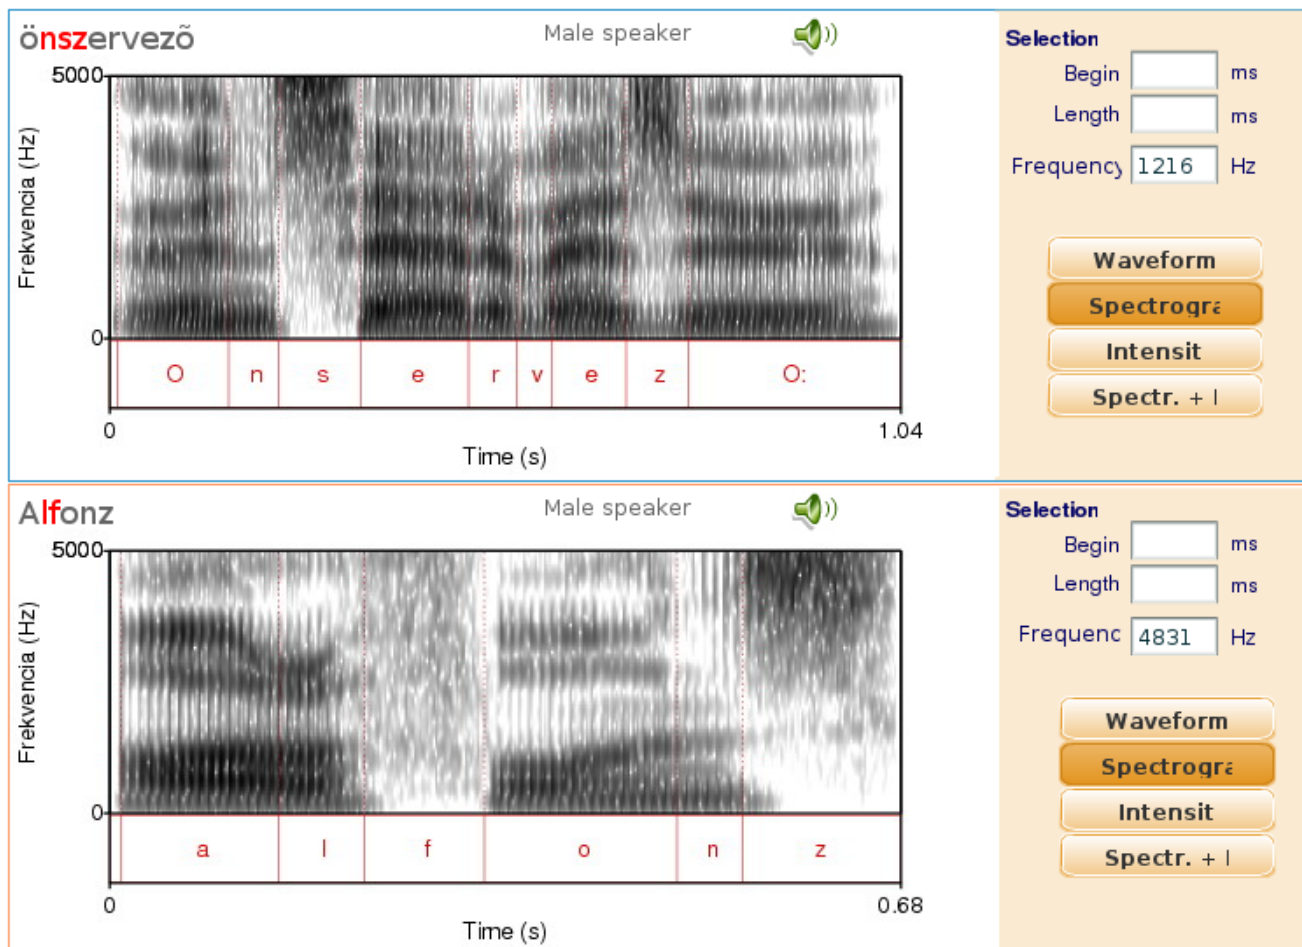 önszervezõ
Male speaker
5000
Frekvencia (Hz)
0
O n s e r v e z O:
0 1.04
Time (s)
Selection
Begin ms
Length ms
Frequency 1216 Hz
Waveform
Spectrogra
Intensit
Spectr. + I
Alfonz
Male speaker
5000
Frekvencia (Hz)
0
a l f o n z
0 0.68
Time (s)
Selection
Begin ms
Length ms
Frequenc 4831 Hz
Waveform
Spectrogra
Intensit
Spectr. + I